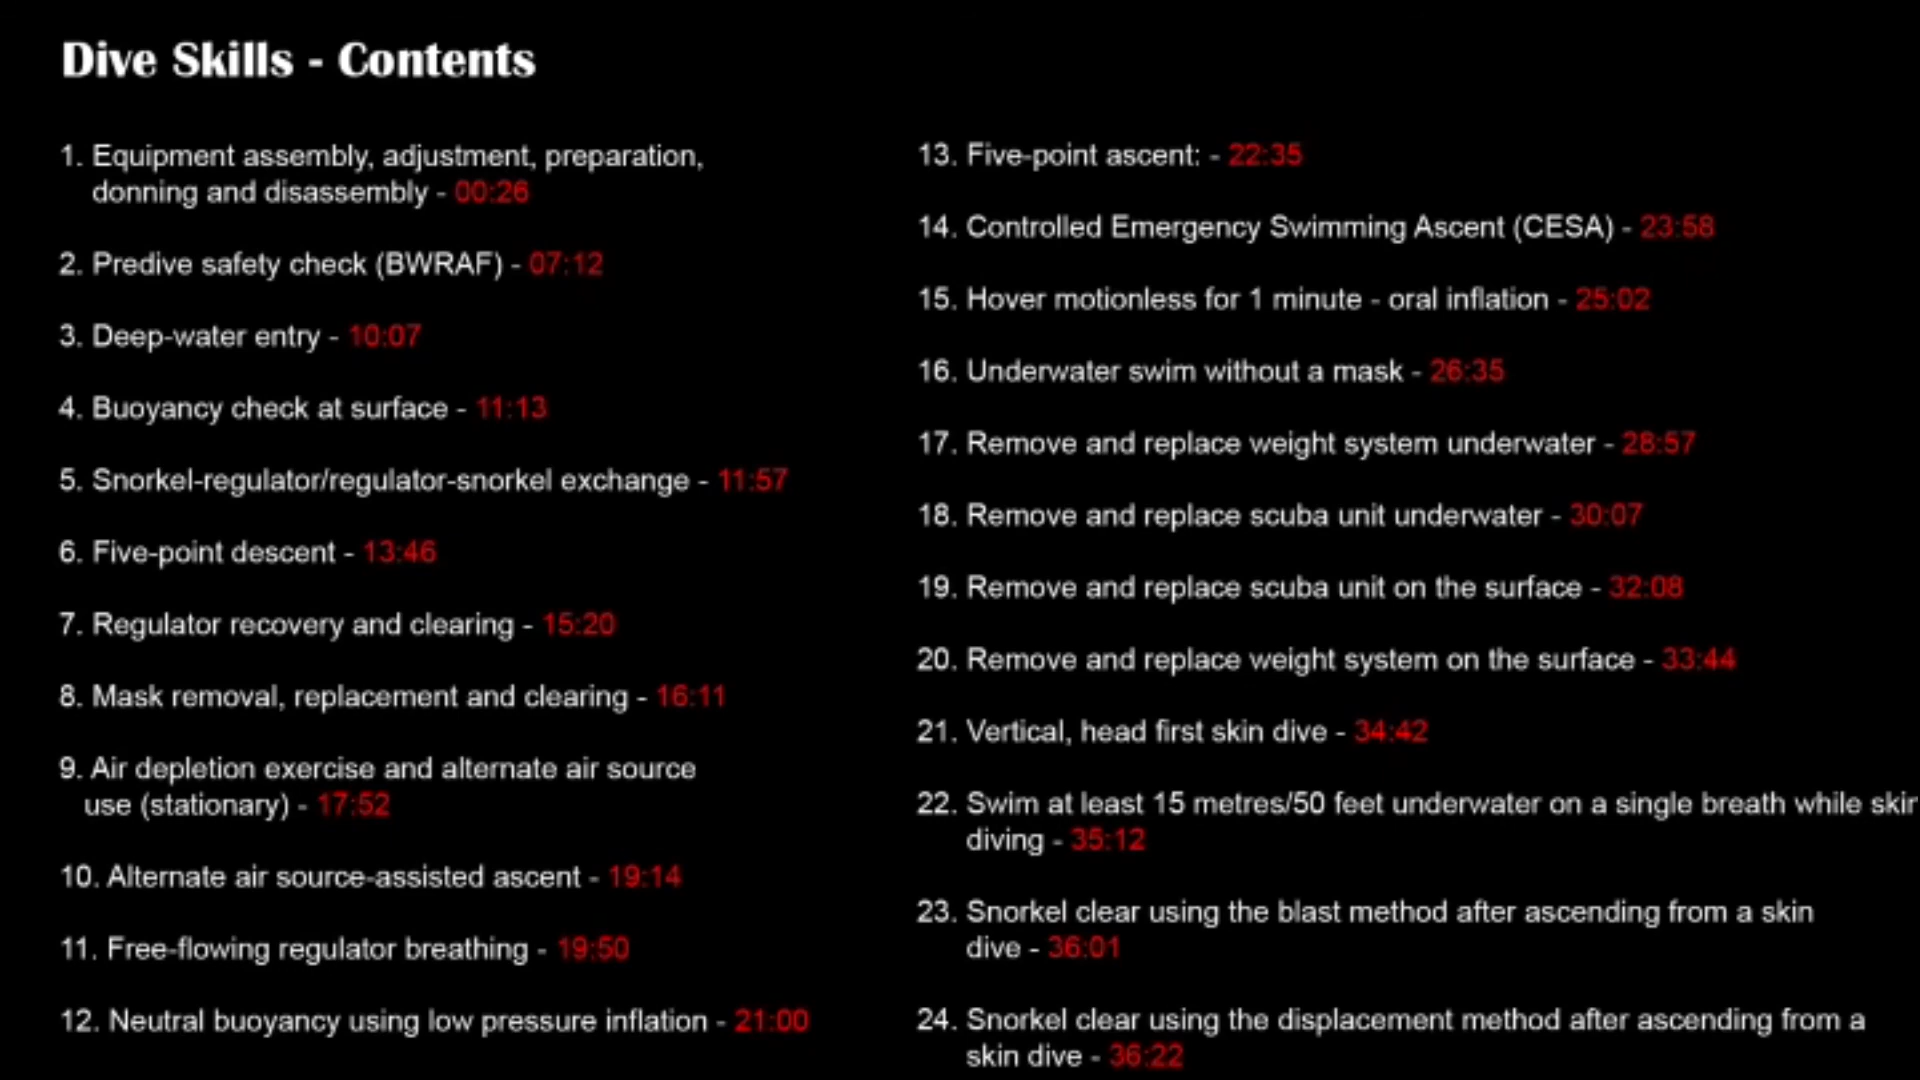 Dive Skills - Contents
1. Equipment assembly, adjustment, preparation,
donning and disassembly - 00:26
2. Predive safety check (BWRAF) - 07:12
3. Deep-water entry - 10:07
4. Buoyancy check at surface - 11:13
5. Snorkel-regulator/regulator-snorkel exchange - 11:57
6. Five-point descent - 13:46
7. Regulator recovery and clearing - 15:20
8. Mask removal, replacement and clearing - 16:11
9. Air depletion exercise and alternate air source
use (stationary) - 17:52
10. Alternate air source-assisted ascent - 19:14
11. Free-flowing regulator breathing - 19:50
12. Neutral buoyancy using low pressure inflation - 21:00
13. Five-point ascent: - 22:35
14. Controlled Emergency Swimming Ascent (CESA) - 23:58
15. Hover motionless for 1 minute - oral inflation - 25:02
16. Underwater swim without a mask - 26:35
17. Remove and replace weight system underwater - 28:57
18. Remove and replace scuba unit underwater - 30:07
19. Remove and replace scuba unit on the surface - 32:08
20. Remove and replace weight system on the surface - 33:44
21. Vertical, head first skin dive - 34:42
22. Swim at least 15 metres/50 feet underwater on a single breath while skin
diving - 35:12
23. Snorkel clear using the blast method after ascending from a skin
dive - 36:01
24. Snorkel clear using the displacement method after ascending from a
skin dive - 36:22